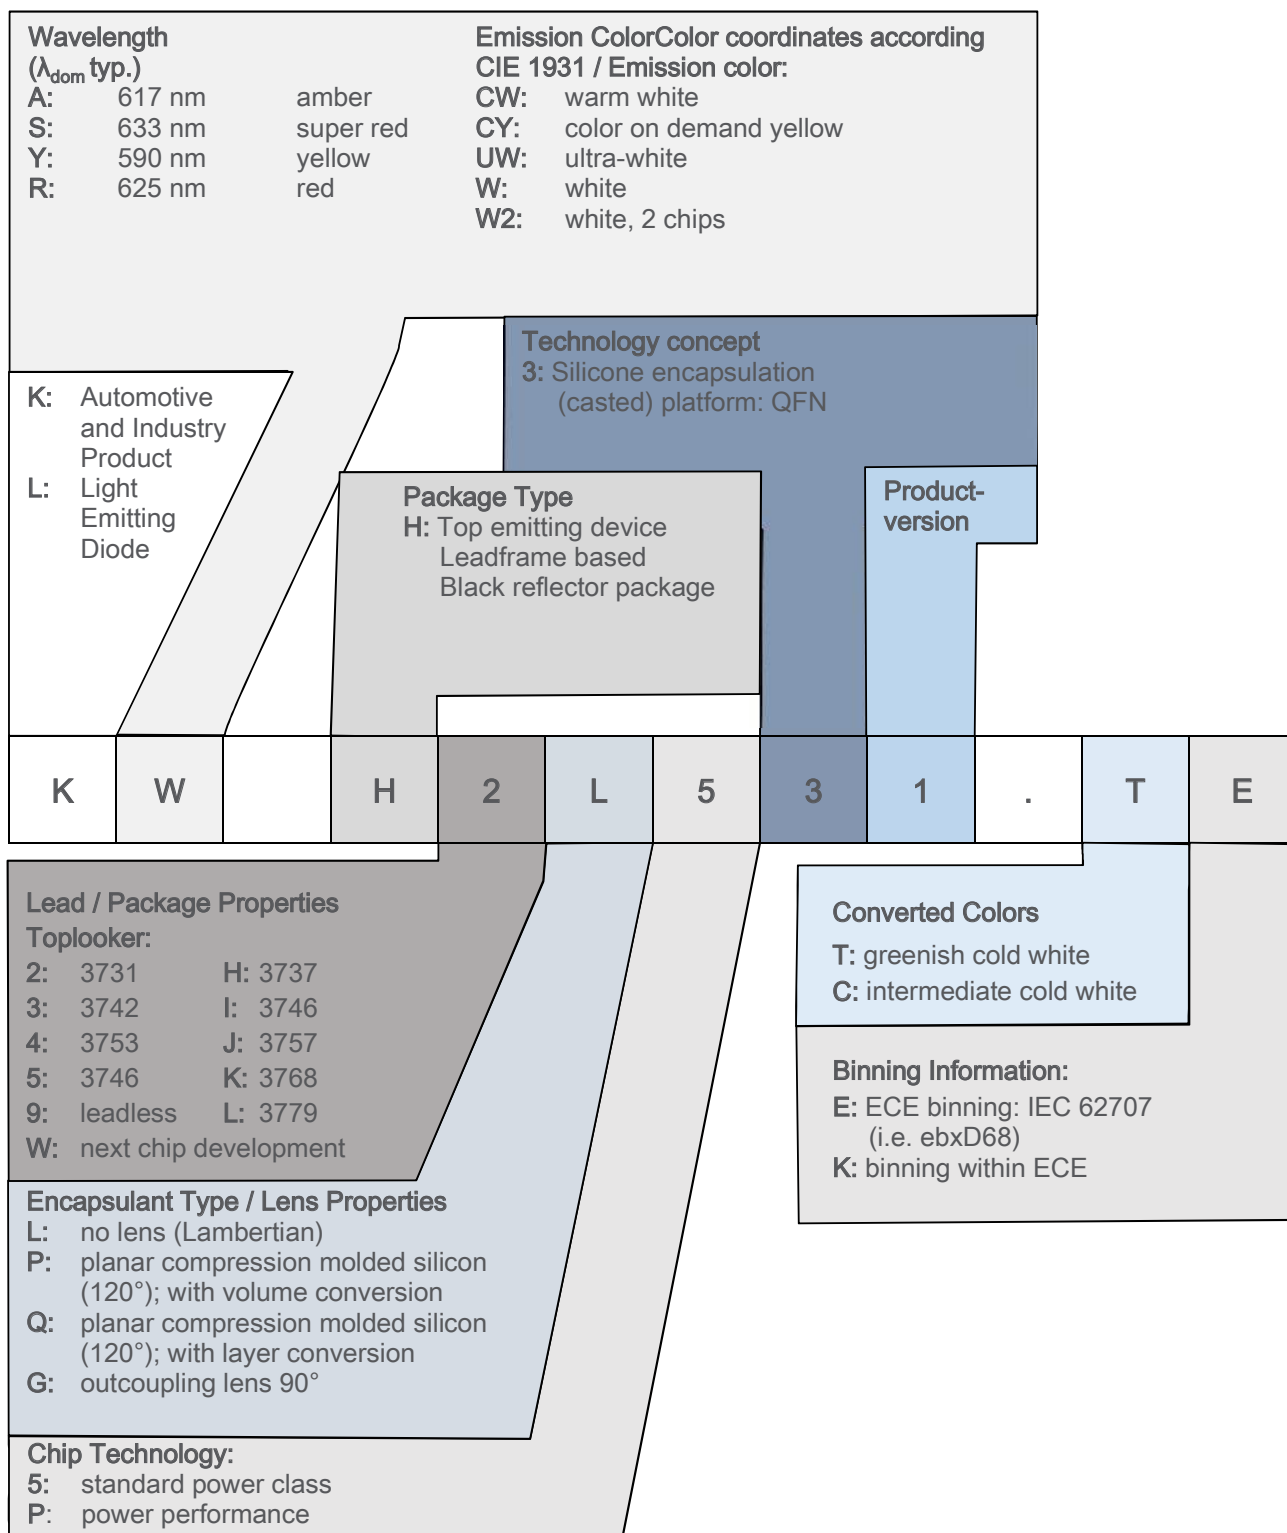 Wavelength
(λdom typ.)
A: 617 nm amber
S: 633 nm super red
Y: 590 nm yellow
R: 625 nm red
Emission ColorColor coordinates according
CIE 1931 / Emission color:
CW: warm white
CY: color on demand yellow
UW: ultra-white
W: white
W2: white, 2 chips
Technology concept
3: Silicone encapsulation
(casted) platform: QFN
K: Automotive
and Industry
Product
L: Light
Emitting
Diode
Package Type
H: Top emitting device
Leadframe based
Black reflector package
Product-
version
K W H 2 L 5 3 1 . T E
Lead / Package Properties
Toplooker:
2: 3731 H: 3737
3: 3742 I: 3746
4: 3753 J: 3757
5: 3746 K: 3768
9: leadless L: 3779
W: next chip development
Converted Colors
T: greenish cold white
C: intermediate cold white
Binning Information:
E: ECE binning: IEC 62707
(i.e. ebxD68)
K: binning within ECE
Encapsulant Type / Lens Properties
L: no lens (Lambertian)
P: planar compression molded silicon
(120°); with volume conversion
Q: planar compression molded silicon
(120°); with layer conversion
G: outcoupling lens 90°
Chip Technology:
5: standard power class
P: power performance